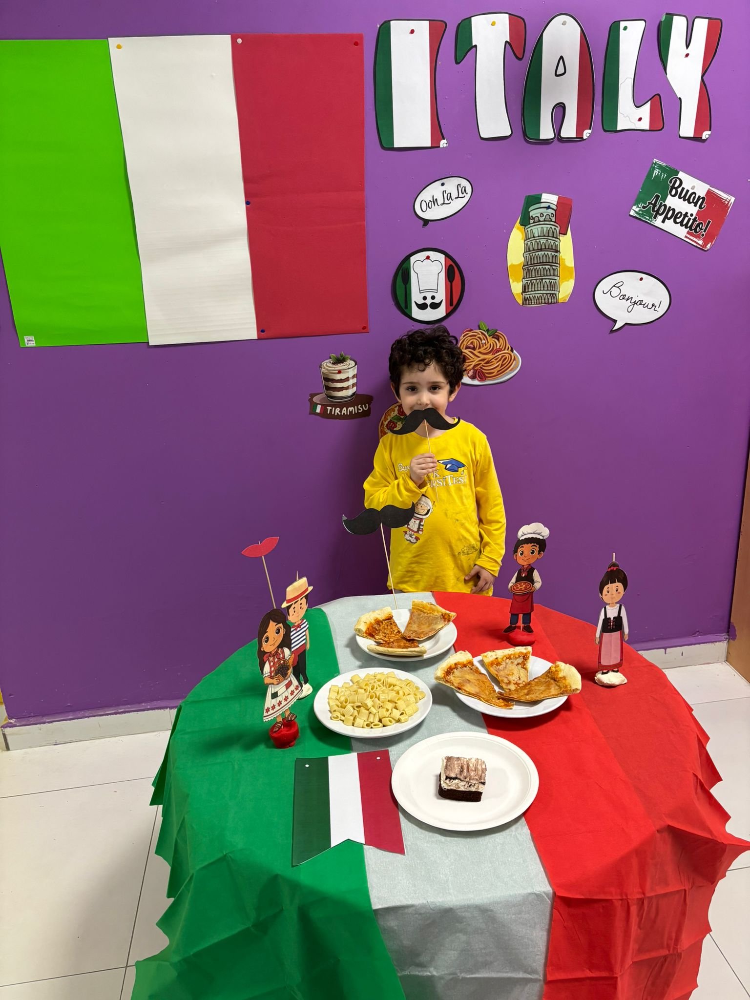 ITALY
Ooh La La
Buon
Appetito!
Bonjour!
TIRAMISU